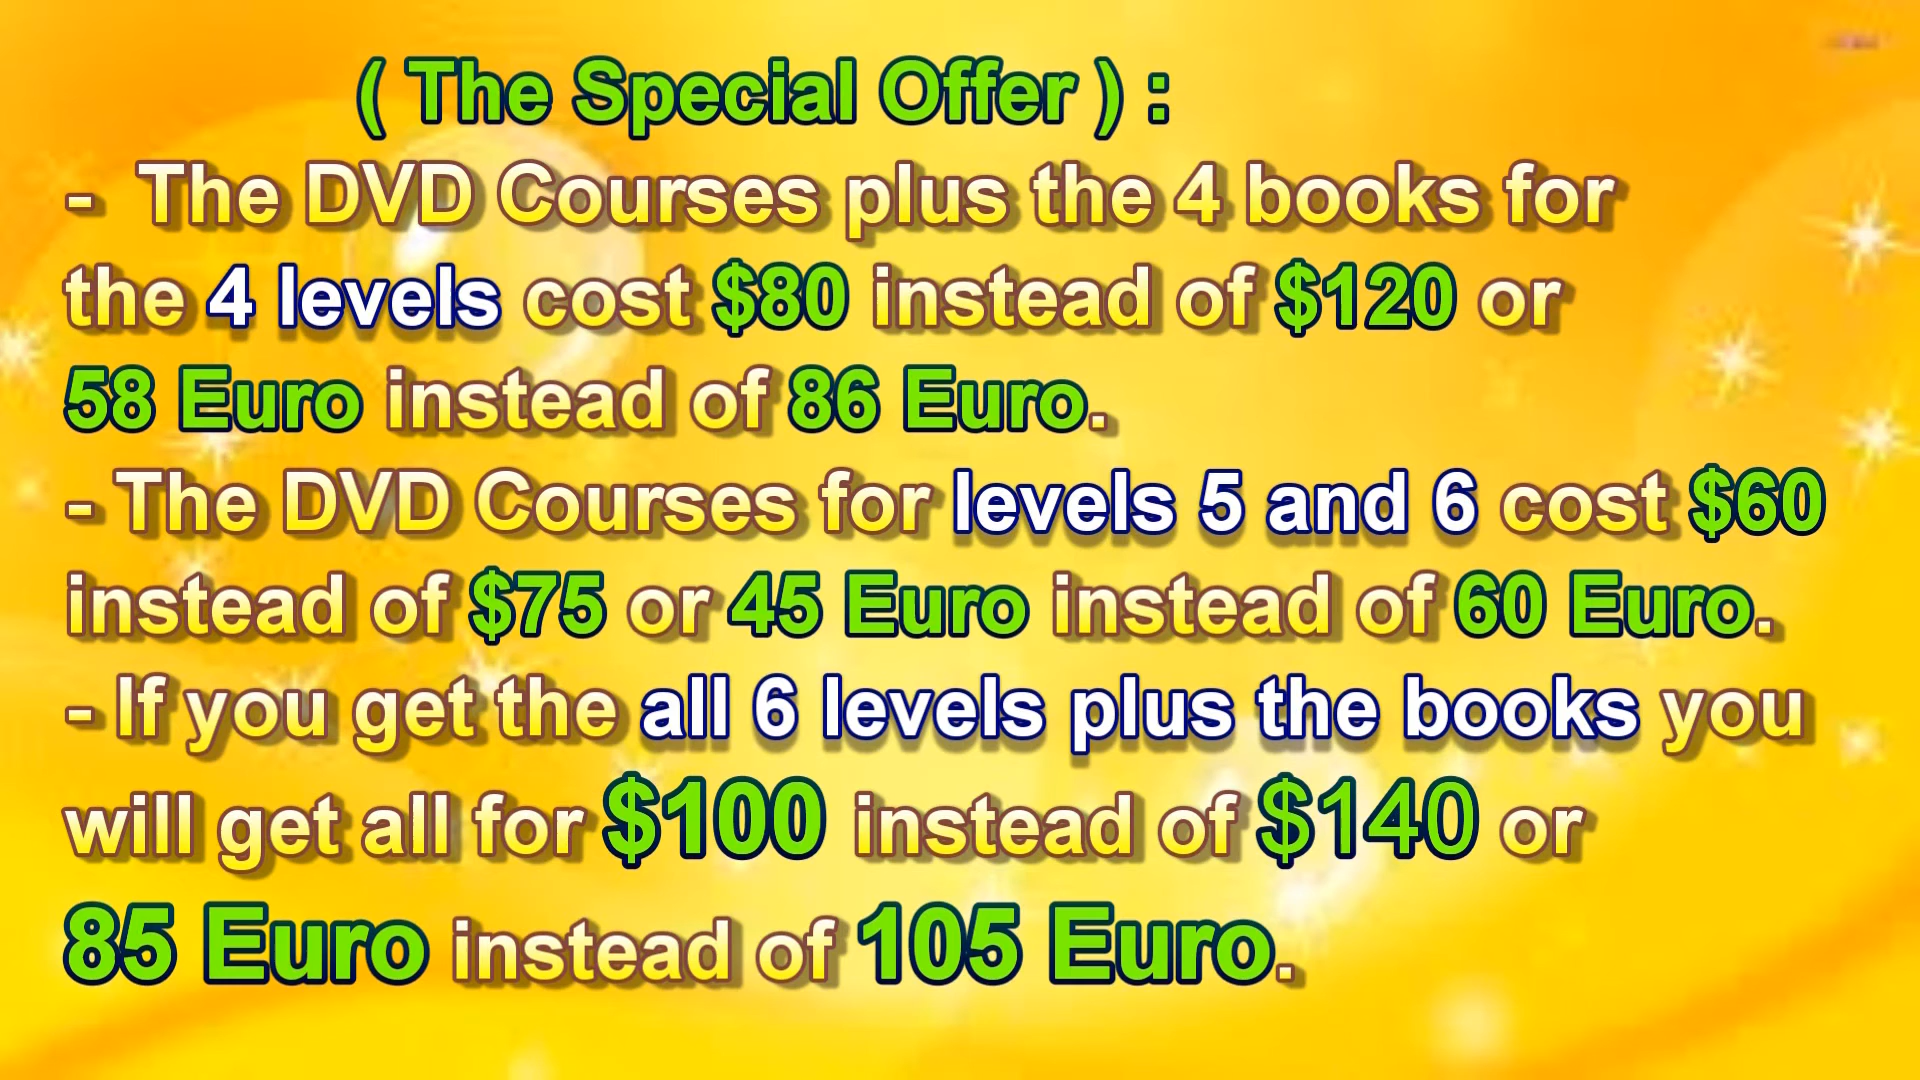 ( The Special Offer ) :
- The DVD Courses plus the 4 books for
the 4 levels cost $80 instead of $120 or
58 Euro instead of 86 Euro.
- The DVD Courses for levels 5 and 6 cost $60
instead of $75 or 45 Euro instead of 60 Euro.
- If you get the all 6 levels plus the books you
will get all for $100 instead of $140 or
85 Euro instead of 105 Euro.